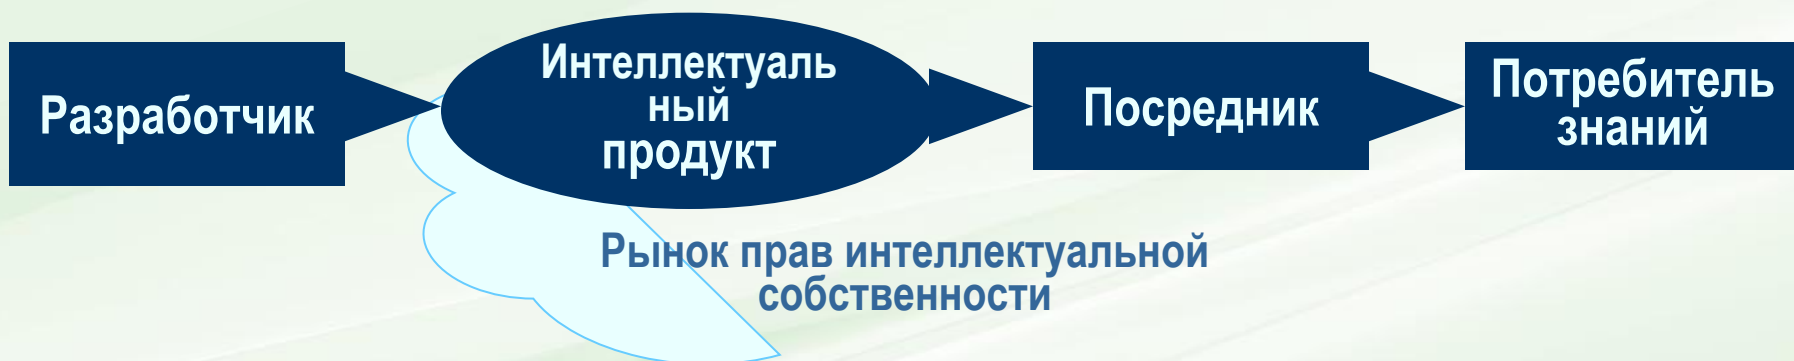 Разработчик
Интеллектуаль
ный
продукт
Посредник
Потребитель
знаний
Рынок прав интеллектуальной
собственности